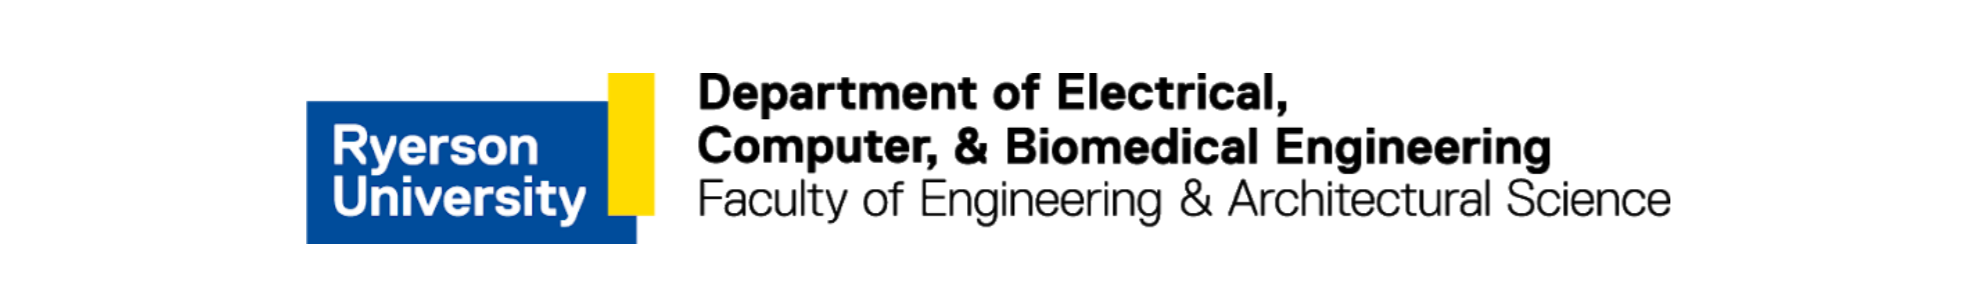 Ryerson
University
Department of Electrical,
Computer, & Biomedical Engineering
Faculty of Engineering & Architectural Science